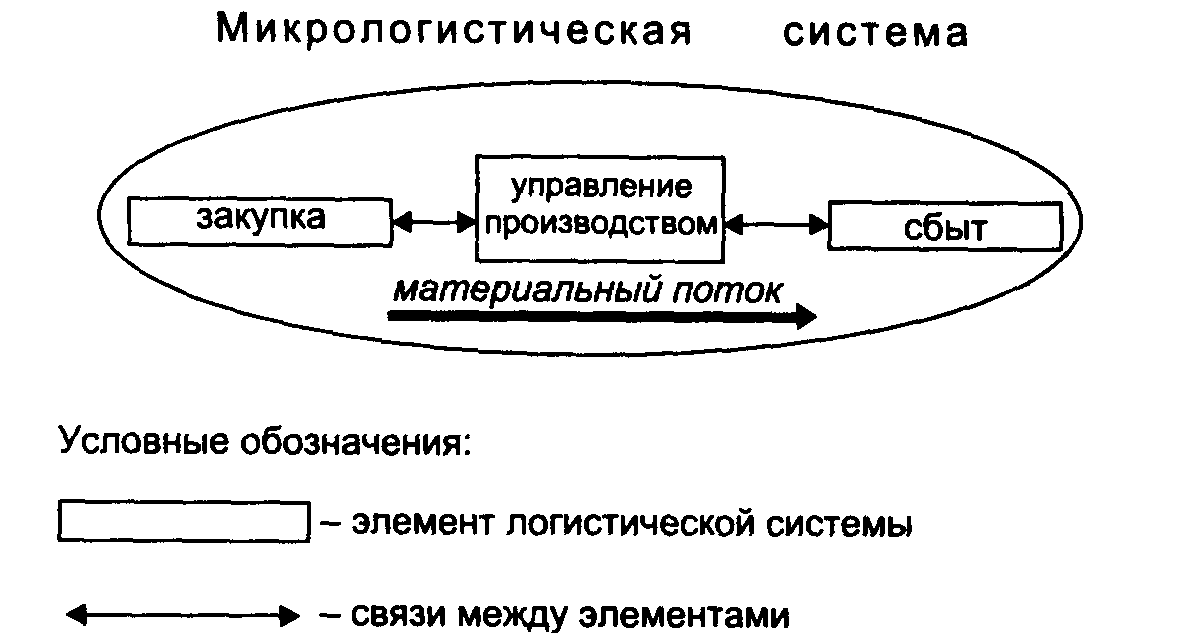 Микрологистическая система
закупка
управление
производством
сбыт
материальный поток
Условные обозначения:
– элемент логистической системы
– связи между элементами